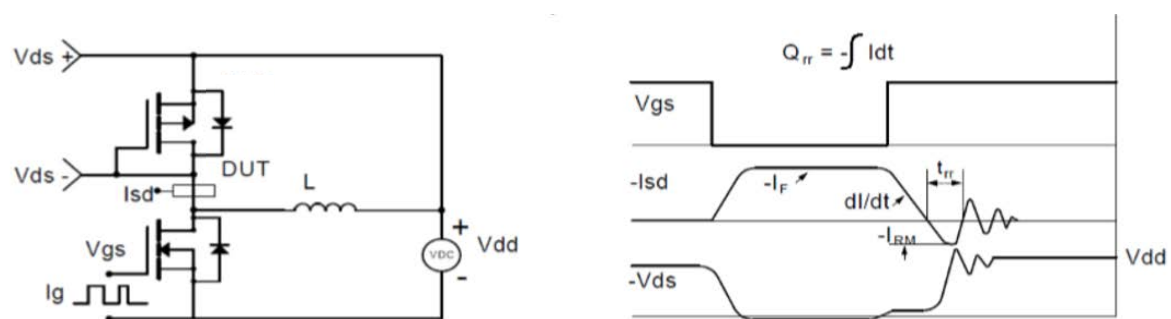 Vds +
Vds -
DUT
Isd
L
Vgs
Ig
+
VDC
-
Vdd
Qrr = -∫ Idt
Vgs
-Isd
-IF
dI/dt
trr
-IRM
-Vds
Vdd